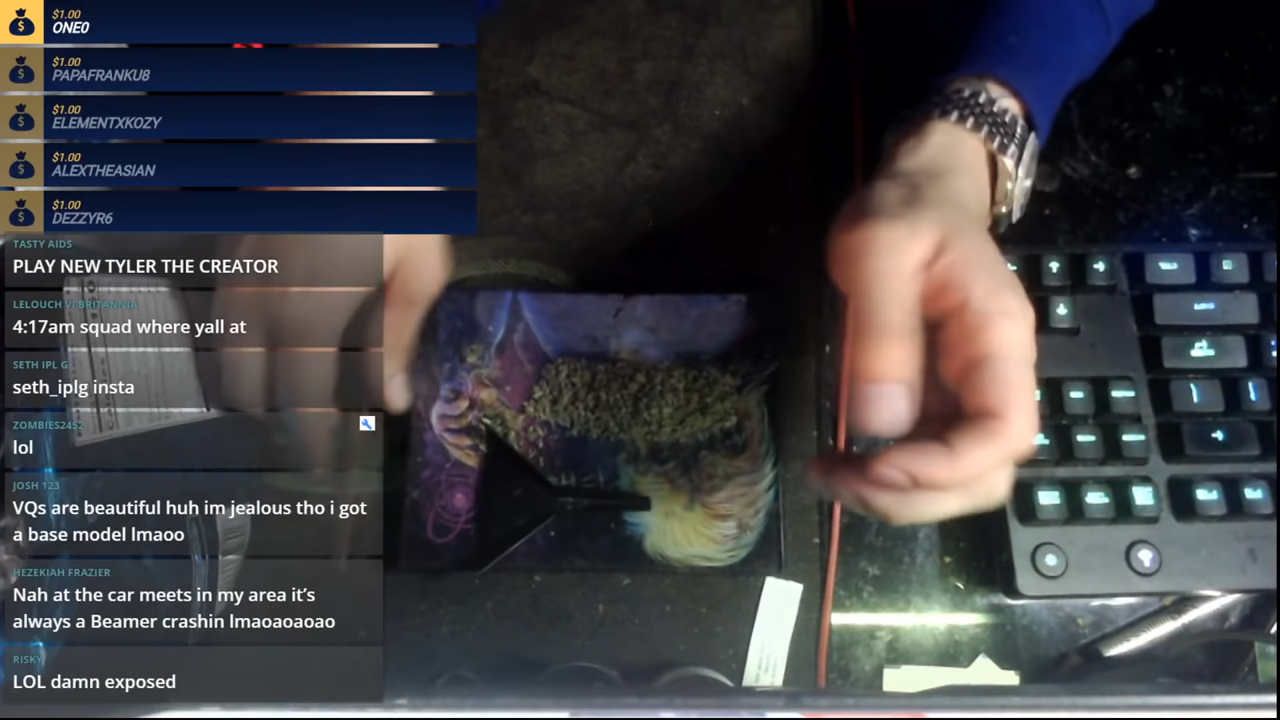 $1.00
ONE0
$1.00
PAPAFRANKU8
$1.00
ELEMENTXKOZY
$1.00
ALEXTHEASIAN
$1.00
DEZZYR6
TASTY AIDS
PLAY NEW TYLER THE CREATOR
LELOUCH VI BRITANNIA
4:17am squad where yall at
SETH IPL G
seth_iplg insta
ZOMBIES2452
lol
JOSH 123
VQs are beautiful huh im jealous tho i got
a base model lmaoo
HEZEKIAH FRAZIER
Nah at the car meets in my area it’s
always a Beamer crashin lmaoaoaoao
RISKY
LOL damn exposed